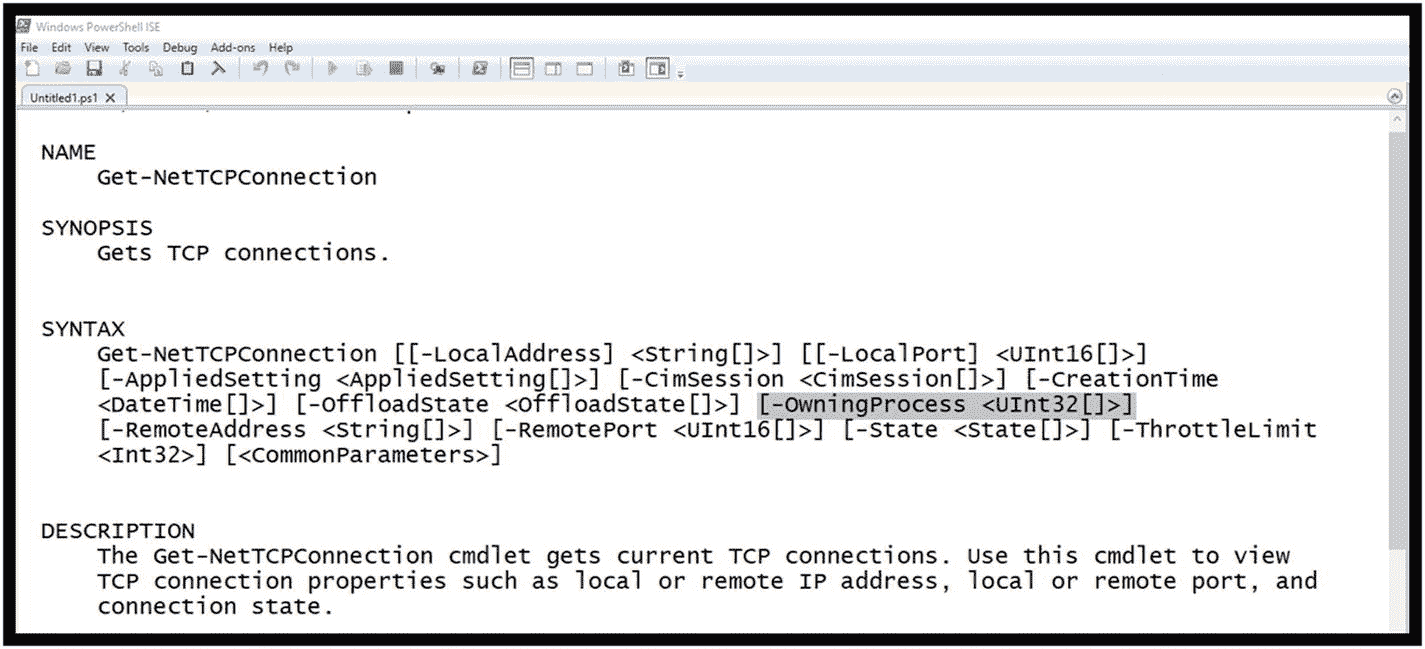 Windows PowerShell ISE
File Edit View Tools Debug Add-ons Help
Untitled1.ps1 X
NAME
Get-NetTCPConnection
SYNOPSIS
Gets TCP connections.
SYNTAX
Get-NetTCPConnection [[-LocalAddress] <String[]>] [[-LocalPort] <UInt16[]>]
[-AppliedSetting <AppliedSetting[]>] [-CimSession <CimSession[]>] [-CreationTime
<DateTime[]>] [-OffloadState <OffloadState[]>] [-OwningProcess <UInt32[]>]
[-RemoteAddress <String[]>] [-RemotePort <UInt16[]>] [-State <State[]>] [-ThrottleLimit
<Int32>] [<CommonParameters>]
DESCRIPTION
The Get-NetTCPConnection cmdlet gets current TCP connections. Use this cmdlet to view
TCP connection properties such as local or remote IP address, local or remote port, and
connection state.